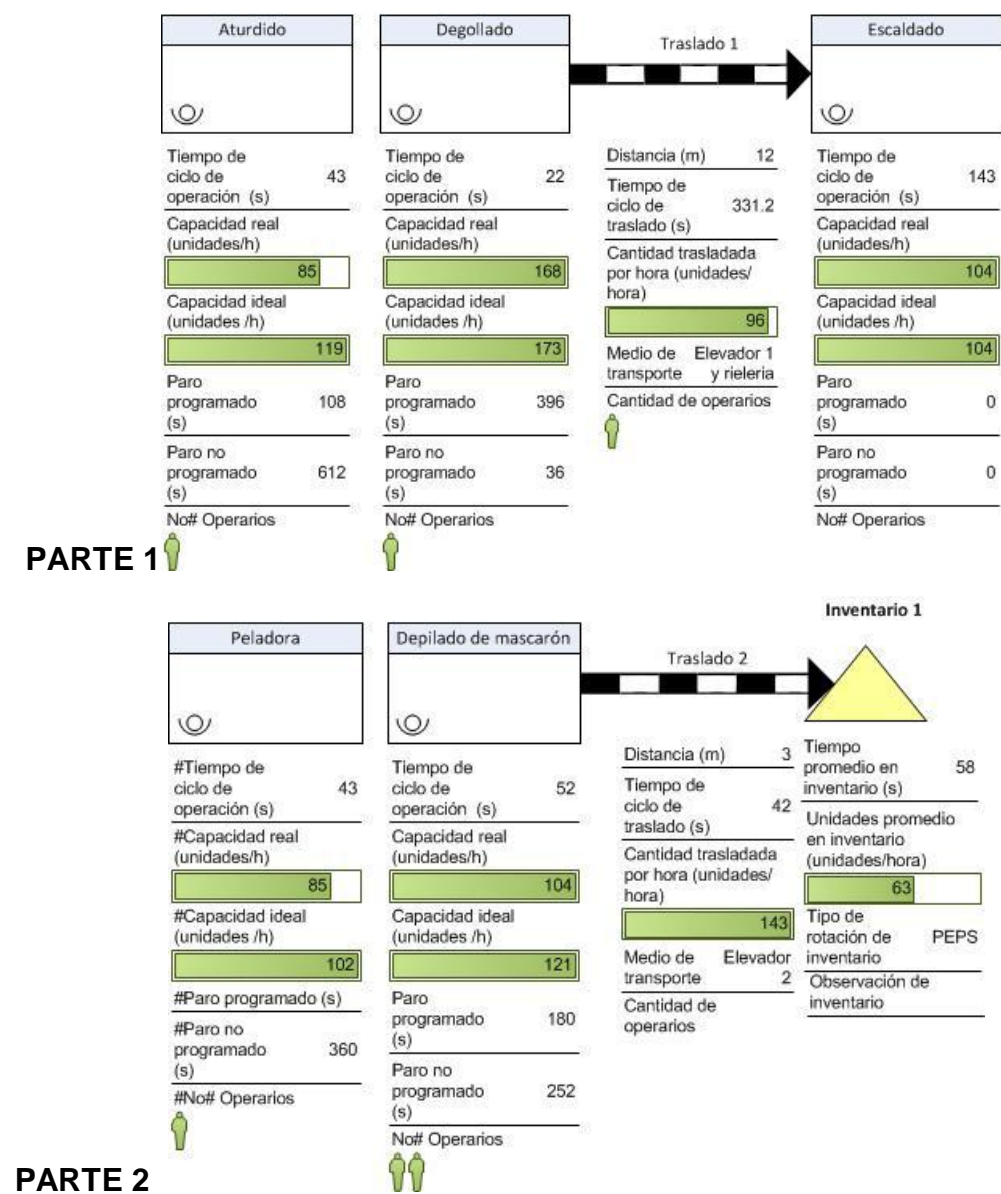 Aturdido
Degollado
Traslado 1
Escaldado
Tiempo de
ciclo de
operación (s)
43
Capacidad real
(unidades/h)
85
Capacidad ideal
(unidades /h)
119
Paro
programado
(s)
108
Paro no
programado
(s)
612
No# Operarios
Tiempo de
ciclo de
operación (s)
22
Capacidad real
(unidades/h)
168
Capacidad ideal
(unidades /h)
173
Paro
programado
(s)
396
Paro no
programado
(s)
36
No# Operarios
Distancia (m) 12
Tiempo de
ciclo de
traslado (s)
331.2
Cantidad trasladada
por hora (unidades/
hora)
96
Medio de Elevador 1
transporte y rieleria
Cantidad de operarios
Tiempo de
ciclo de
operación (s)
143
Capacidad real
(unidades/h)
104
Capacidad ideal
(unidades /h)
104
Paro
programado
(s)
0
Paro no
programado
(s)
0
No# Operarios
PARTE 1
Peladora
Depilado de mascarón
Traslado 2
Inventario 1
#Tiempo de
ciclo de
operación (s)
43
#Capacidad real
(unidades/h)
85
#Capacidad ideal
(unidades /h)
102
#Paro programado (s)
#Paro no
programado
(s)
360
#No# Operarios
Tiempo de
ciclo de
operación (s)
52
Capacidad real
(unidades/h)
104
Capacidad ideal
(unidades /h)
121
Paro
programado
(s)
180
Paro no
programado
(s)
252
No# Operarios
Distancia (m) 3
Tiempo de
ciclo de
traslado (s)
42
Cantidad trasladada
por hora (unidades/
hora)
143
Medio de Elevador
transporte 2
Cantidad de
operarios
Tiempo
promedio en
inventario (s)
58
Unidades promedio
en inventario
(unidades/hora)
63
Tipo de
rotación de
inventario
PEPS
Observación de
inventario
PARTE 2